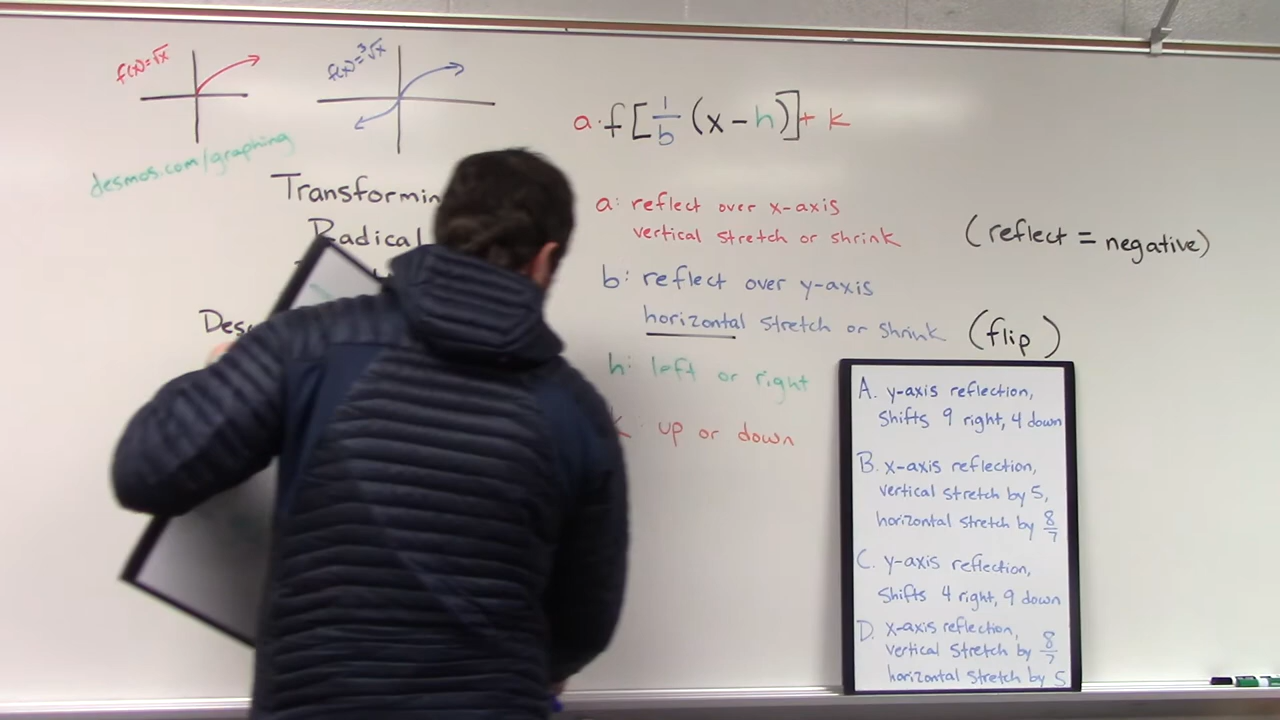 f(x)=√x
f(x)=³√x
desmos.com/graphing
a·f[1/b(x-h)]+k
Transformin
Radical
a: reflect over x-axis
vertical stretch or shrink
(reflect = negative)
b: reflect over y-axis
horizontal stretch or shrink (flip)
h: left or right
k: up or down
A. y-axis reflection,
shifts 9 right, 4 down
B. x-axis reflection,
vertical stretch by 5,
horizontal stretch by 8/7
C. y-axis reflection,
shifts 4 right, 9 down
D. x-axis reflection,
vertical stretch by 8/7
horizontal stretch by 5